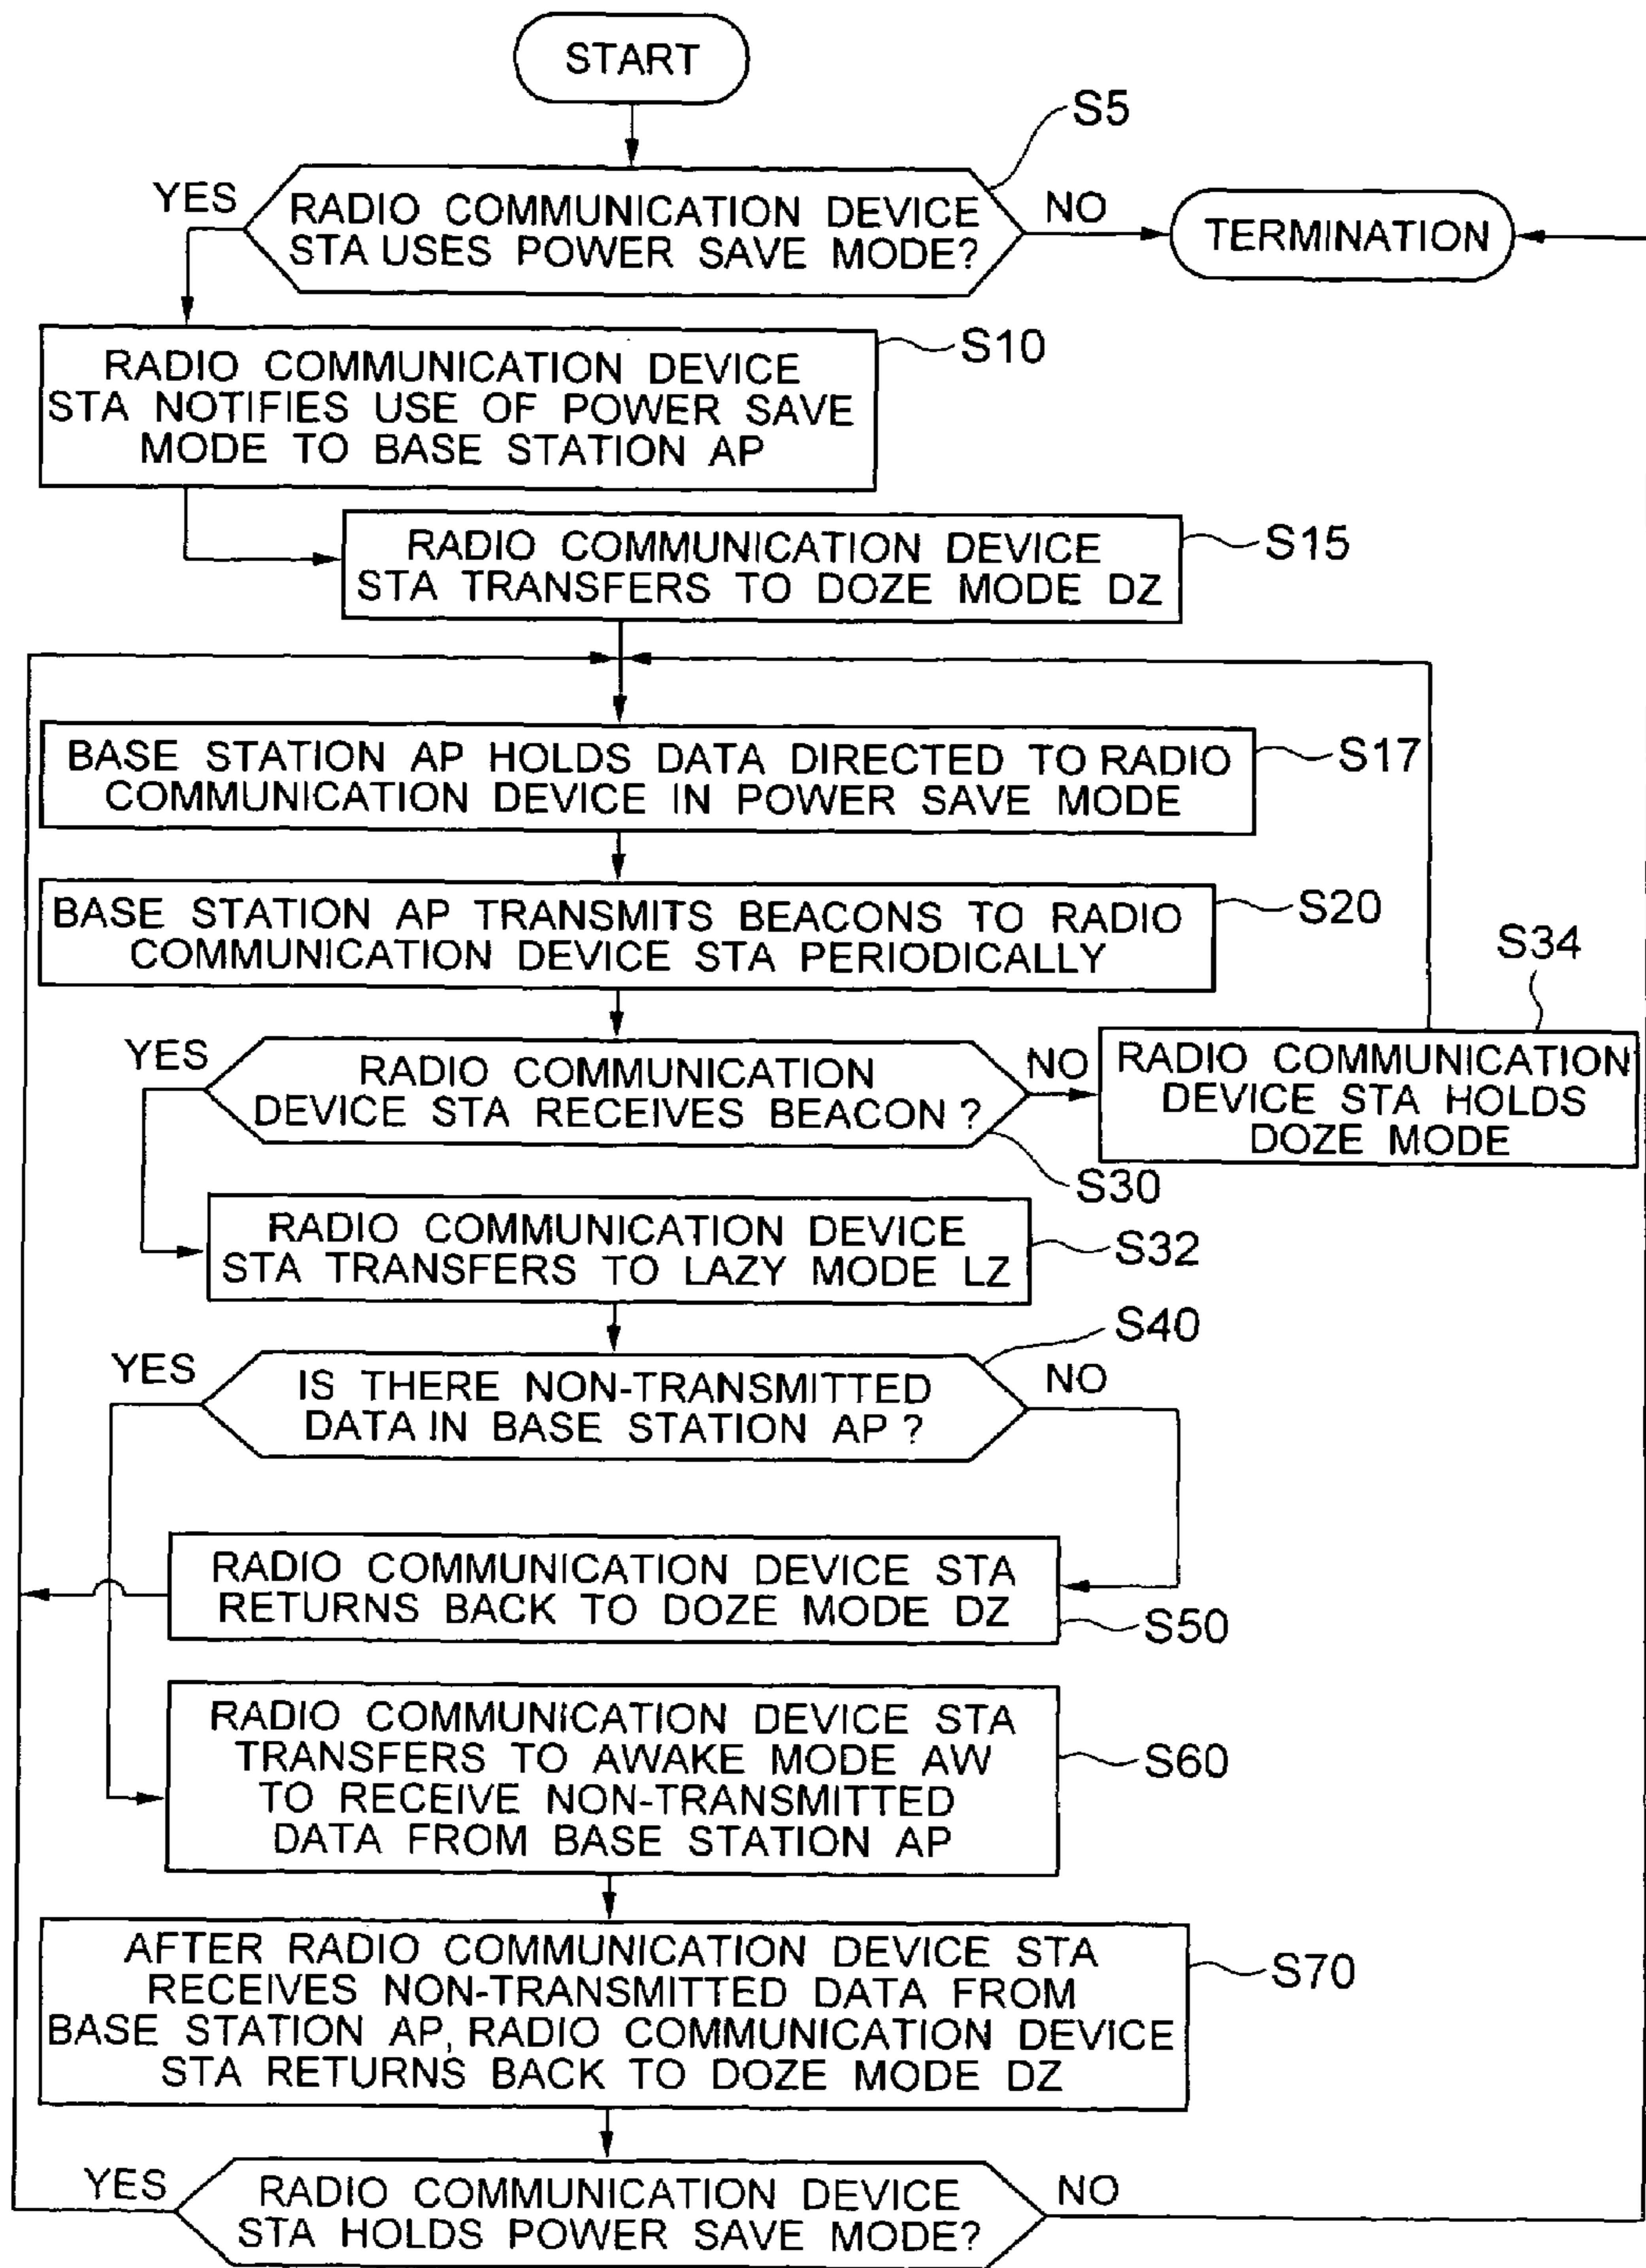 START
S5
YES
RADIO COMMUNICATION DEVICE
STA USES POWER SAVE MODE?
NO
TERMINATION
RADIO COMMUNICATION DEVICE
STA NOTIFIES USE OF POWER SAVE
MODE TO BASE STATION AP
S10
RADIO COMMUNICATION DEVICE
STA TRANSFERS TO DOZE MODE DZ
S15
BASE STATION AP HOLDS DATA DIRECTED TO RADIO
COMMUNICATION DEVICE IN POWER SAVE MODE
S17
BASE STATION AP TRANSMITS BEACONS TO RADIO
COMMUNICATION DEVICE STA PERIODICALLY
S20
S34
YES
RADIO COMMUNICATION
DEVICE STA RECEIVES BEACON ?
NO
RADIO COMMUNICATION
DEVICE STA HOLDS
DOZE MODE
S30
RADIO COMMUNICATION DEVICE
STA TRANSFERS TO LAZY MODE LZ
S32
S40
YES
IS THERE NON-TRANSMITTED
DATA IN BASE STATION AP ?
NO
RADIO COMMUNICATION DEVICE STA
RETURNS BACK TO DOZE MODE DZ
S50
RADIO COMMUNICATION DEVICE STA
TRANSFERS TO AWAKE MODE AW
TO RECEIVE NON-TRANSMITTED
DATA FROM BASE STATION AP
S60
AFTER RADIO COMMUNICATION DEVICE STA
RECEIVES NON-TRANSMITTED DATA FROM
BASE STATION AP, RADIO COMMUNICATION DEVICE
STA RETURNS BACK TO DOZE MODE DZ
S70
YES
RADIO COMMUNICATION DEVICE
STA HOLDS POWER SAVE MODE?
NO